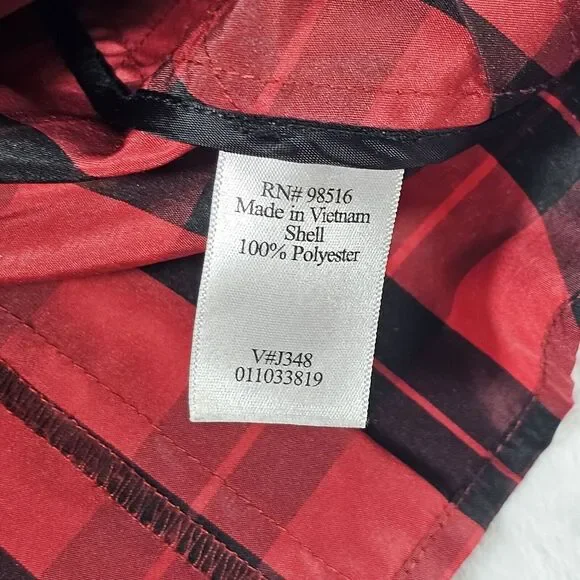 RN# 98516
Made in Vietnam
Shell
100% Polyester
V#J348
011033819